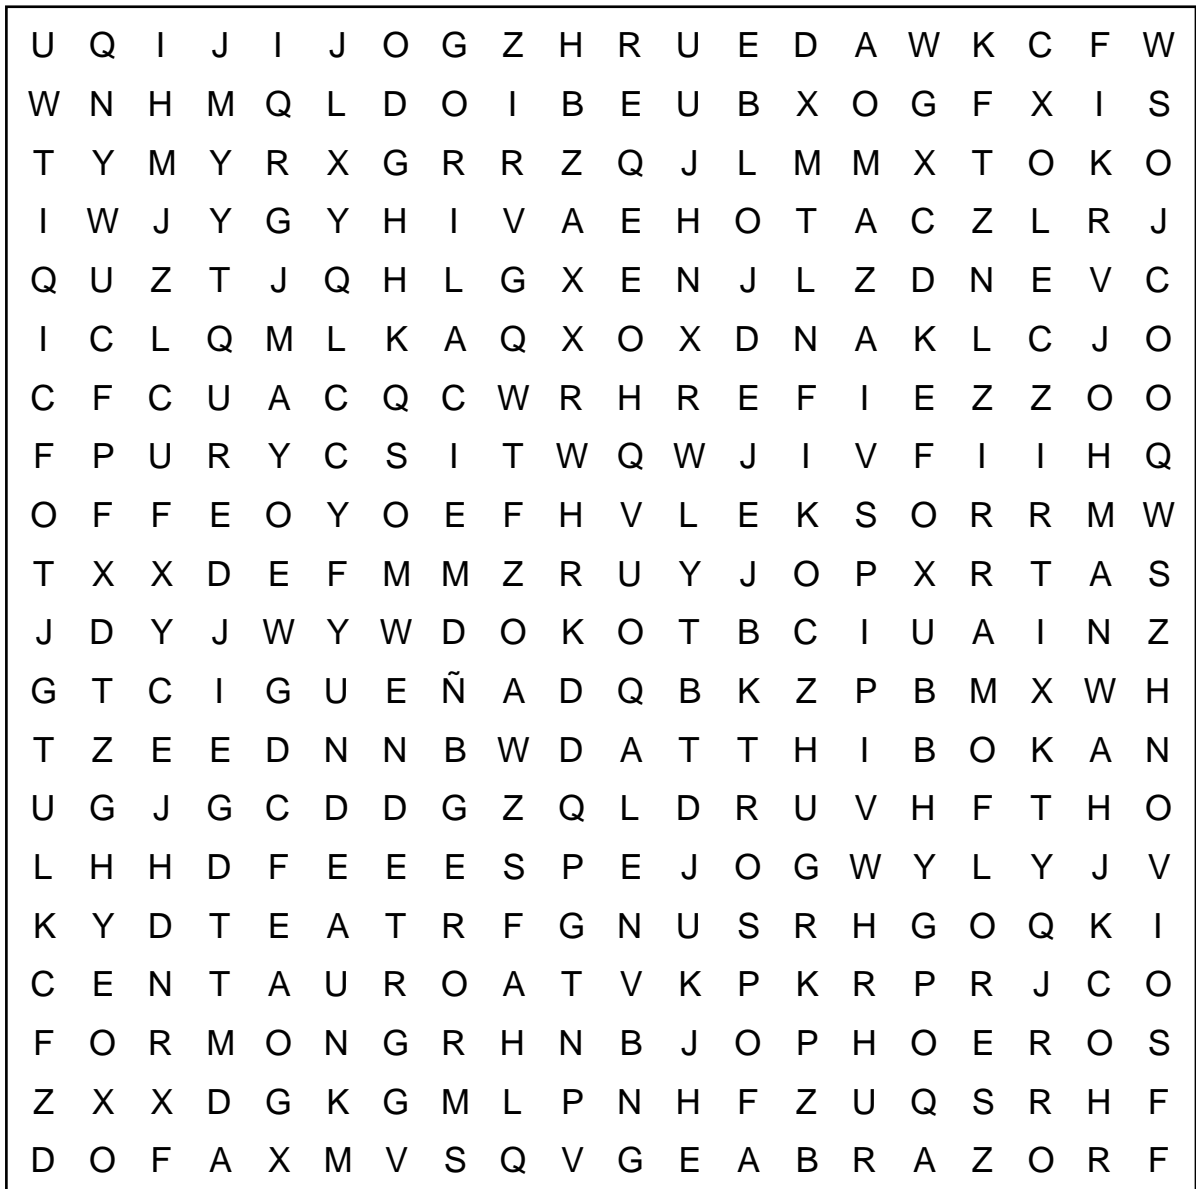 U Q I J I J O G Z H R U E D A W K C F W
W N H M Q L D O I B E U B X O G F X I S
T Y M Y R X G R R Z Q J L M M X T O K O
I W J Y G Y H I V A E H O T A C Z L R J
Q U Z T J Q H L G X E N J L Z D N E V C
I C L Q M L K A Q X O X D N A K L C J O
C F C U A C Q C W R H R E F I E Z Z O O
F P U R Y C S I T W Q W J I V F I I H Q
O F F E O Y O E F H V L E K S O R R M W
T X X D E F M M Z R U Y J O P X R T A S
J D Y J W Y W D O K O T B C I U A I N Z
G T C I G U E Ñ A D Q B K Z P B M X W H
T Z E E D N N B W D A T T H I B O K A N
U G J G C D D G Z Q L D R U V H F T H O
L H H D F E E E S P E J O G W Y L Y J V
K Y D T E A T R F G N U S R H G O Q K I
C E N T A U R O A T V K P K R P R J C O
F O R M O N G R H N B J O P H O E R O S
Z X X D G K G M L P N H F Z U Q S R H F
D O F A X M V S Q V G E A B R A Z O R F